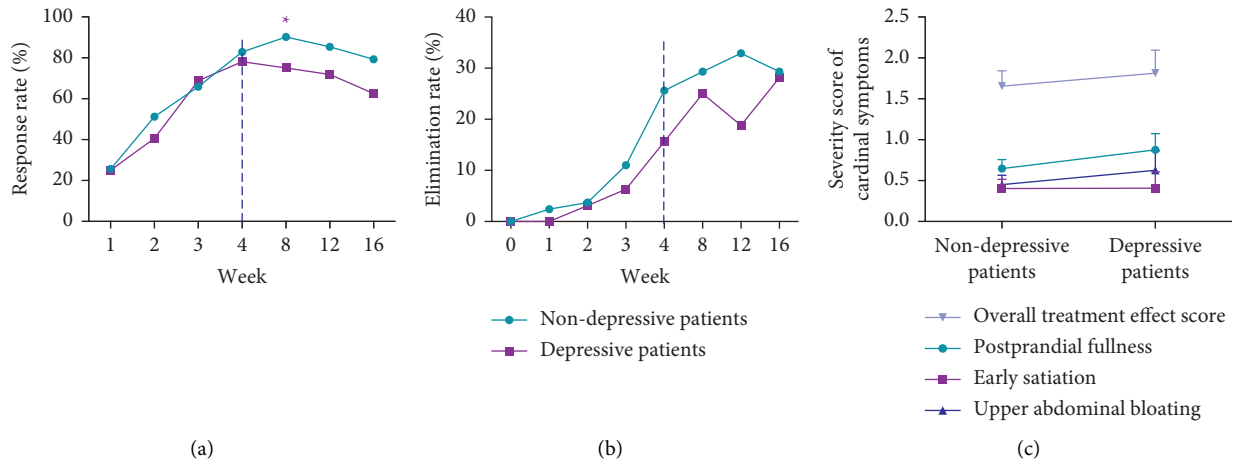 Response rate (%)
100
80
60
40
20
0
*
1 2 3 4 8 12 16
Week
(a)
Elimination rate (%)
40
30
20
10
0
0 1 2 3 4 8 12 16
Week
Non-depressive patients
Depressive patients
(b)
Severity score of
cardinal symptoms
2.5
2.0
1.5
1.0
0.5
0.0
Non-depressive
patients
Depressive
patients
Overall treatment effect score
Postprandial fullness
Early satiation
Upper abdominal bloating
(c)